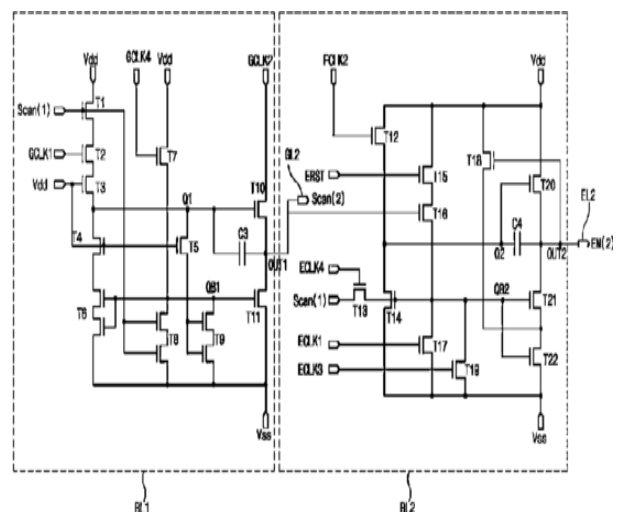 Vdd
GCLK4
Vdd
GCLK2
FCLK2
Vdd
Scan(1)
T1
GCLK1
T2
T7
T12
T18
Vdd
T3
GL2
ERST
T15
T20
Q1
T10
Scan(2)
T16
EL2
T4
T5
C3
OUT1
Q2
C4
OUT2
EM(2)
ECLK4
QB1
QB2
Scan(1)
T6
T11
T13
T14
T21
T8
T9
ECLK1
T17
T22
ECLK3
T19
Vss
Vss
BL1
BL2